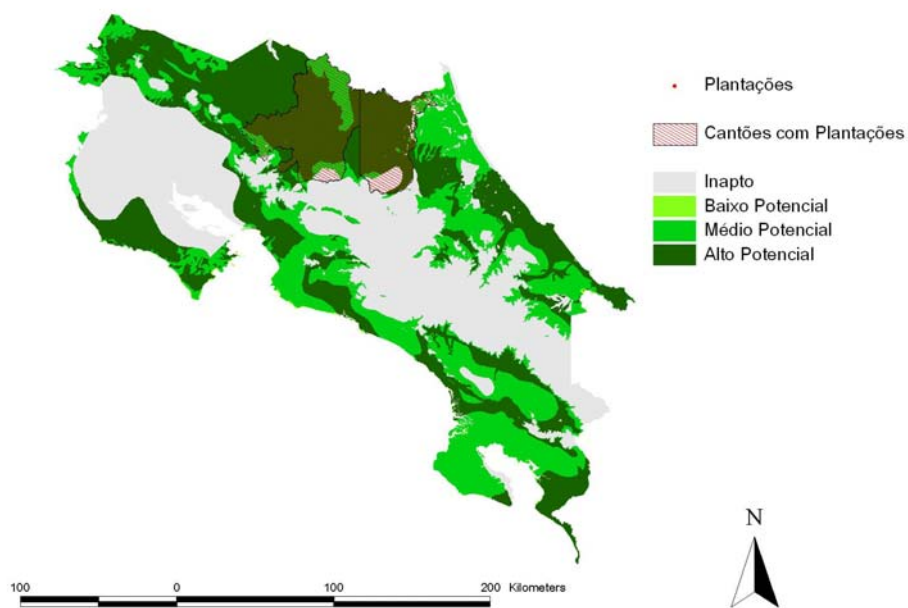 Plantações
Cantões com Plantações
Inapto
Baixo Potencial
Médio Potencial
Alto Potencial
N
100 0 100 200 Kilometers